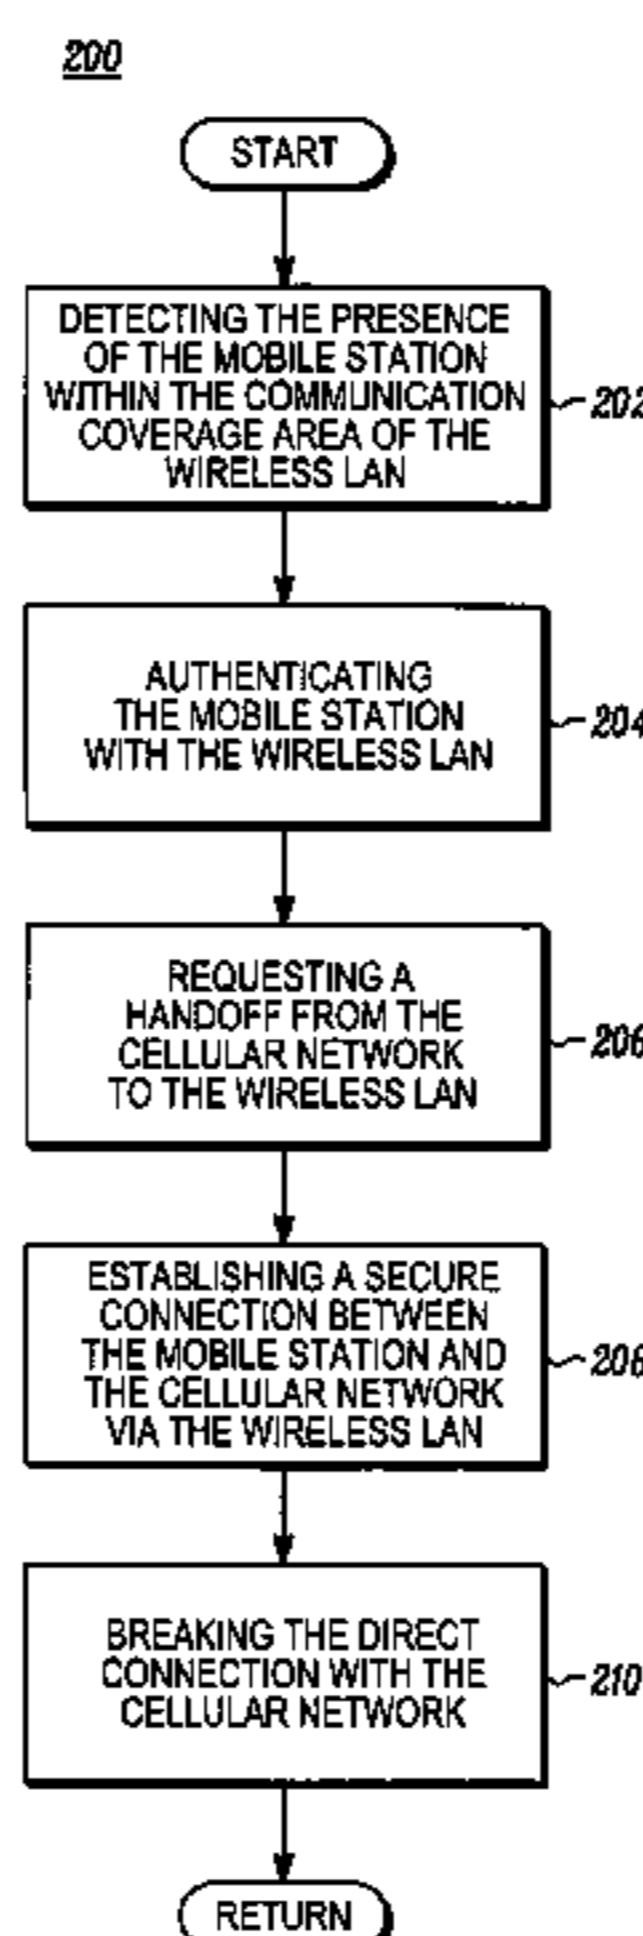 200
START
DETECTING THE PRESENCE
OF THE MOBILE STATION
WITHIN THE COMMUNICATION
COVERAGE AREA OF THE
WIRELESS LAN
202
AUTHENTICATING
THE MOBILE STATION
WITH THE WIRELESS LAN
204
REQUESTING A
HANDOFF FROM THE
CELLULAR NETWORK
TO THE WIRELESS LAN
206
ESTABLISHING A SECURE
CONNECTION BETWEEN
THE MOBILE STATION AND
THE CELLULAR NETWORK
VIA THE WIRELESS LAN
BREAKING THE DIRECT
CONNECTION WITH THE
CELLULAR NETWORK
210
RETURN